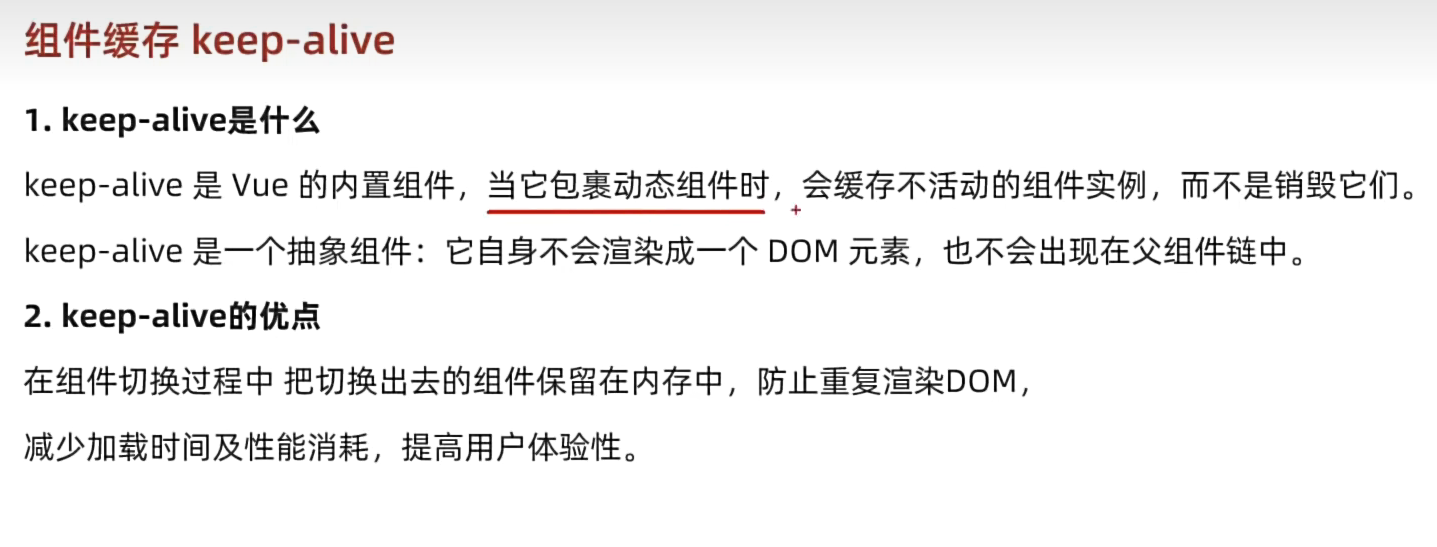 组件缓存 keep-alive
1. keep-alive是什么
keep-alive 是 Vue 的内置组件，当它包裹动态组件时，会缓存不活动的组件实例，而不是销毁它们。
keep-alive 是一个抽象组件：它自身不会渲染成一个 DOM 元素，也不会出现在父组件链中。
2. keep-alive的优点
在组件切换过程中 把切换出去的组件保留在内存中，防止重复渲染DOM，
减少加载时间及性能消耗，提高用户体验性。